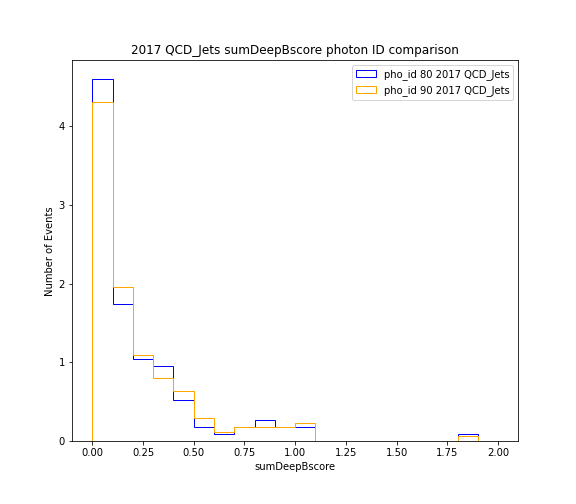 2017 QCD_Jets sumDeepBscore photon ID comparison
pho_id 80 2017 QCD_Jets
pho_id 90 2017 QCD_Jets
Number of Events
4
3
2
1
0
0.00 0.25 0.50 0.75 1.00 1.25 1.50 1.75 2.00
sumDeepBscore